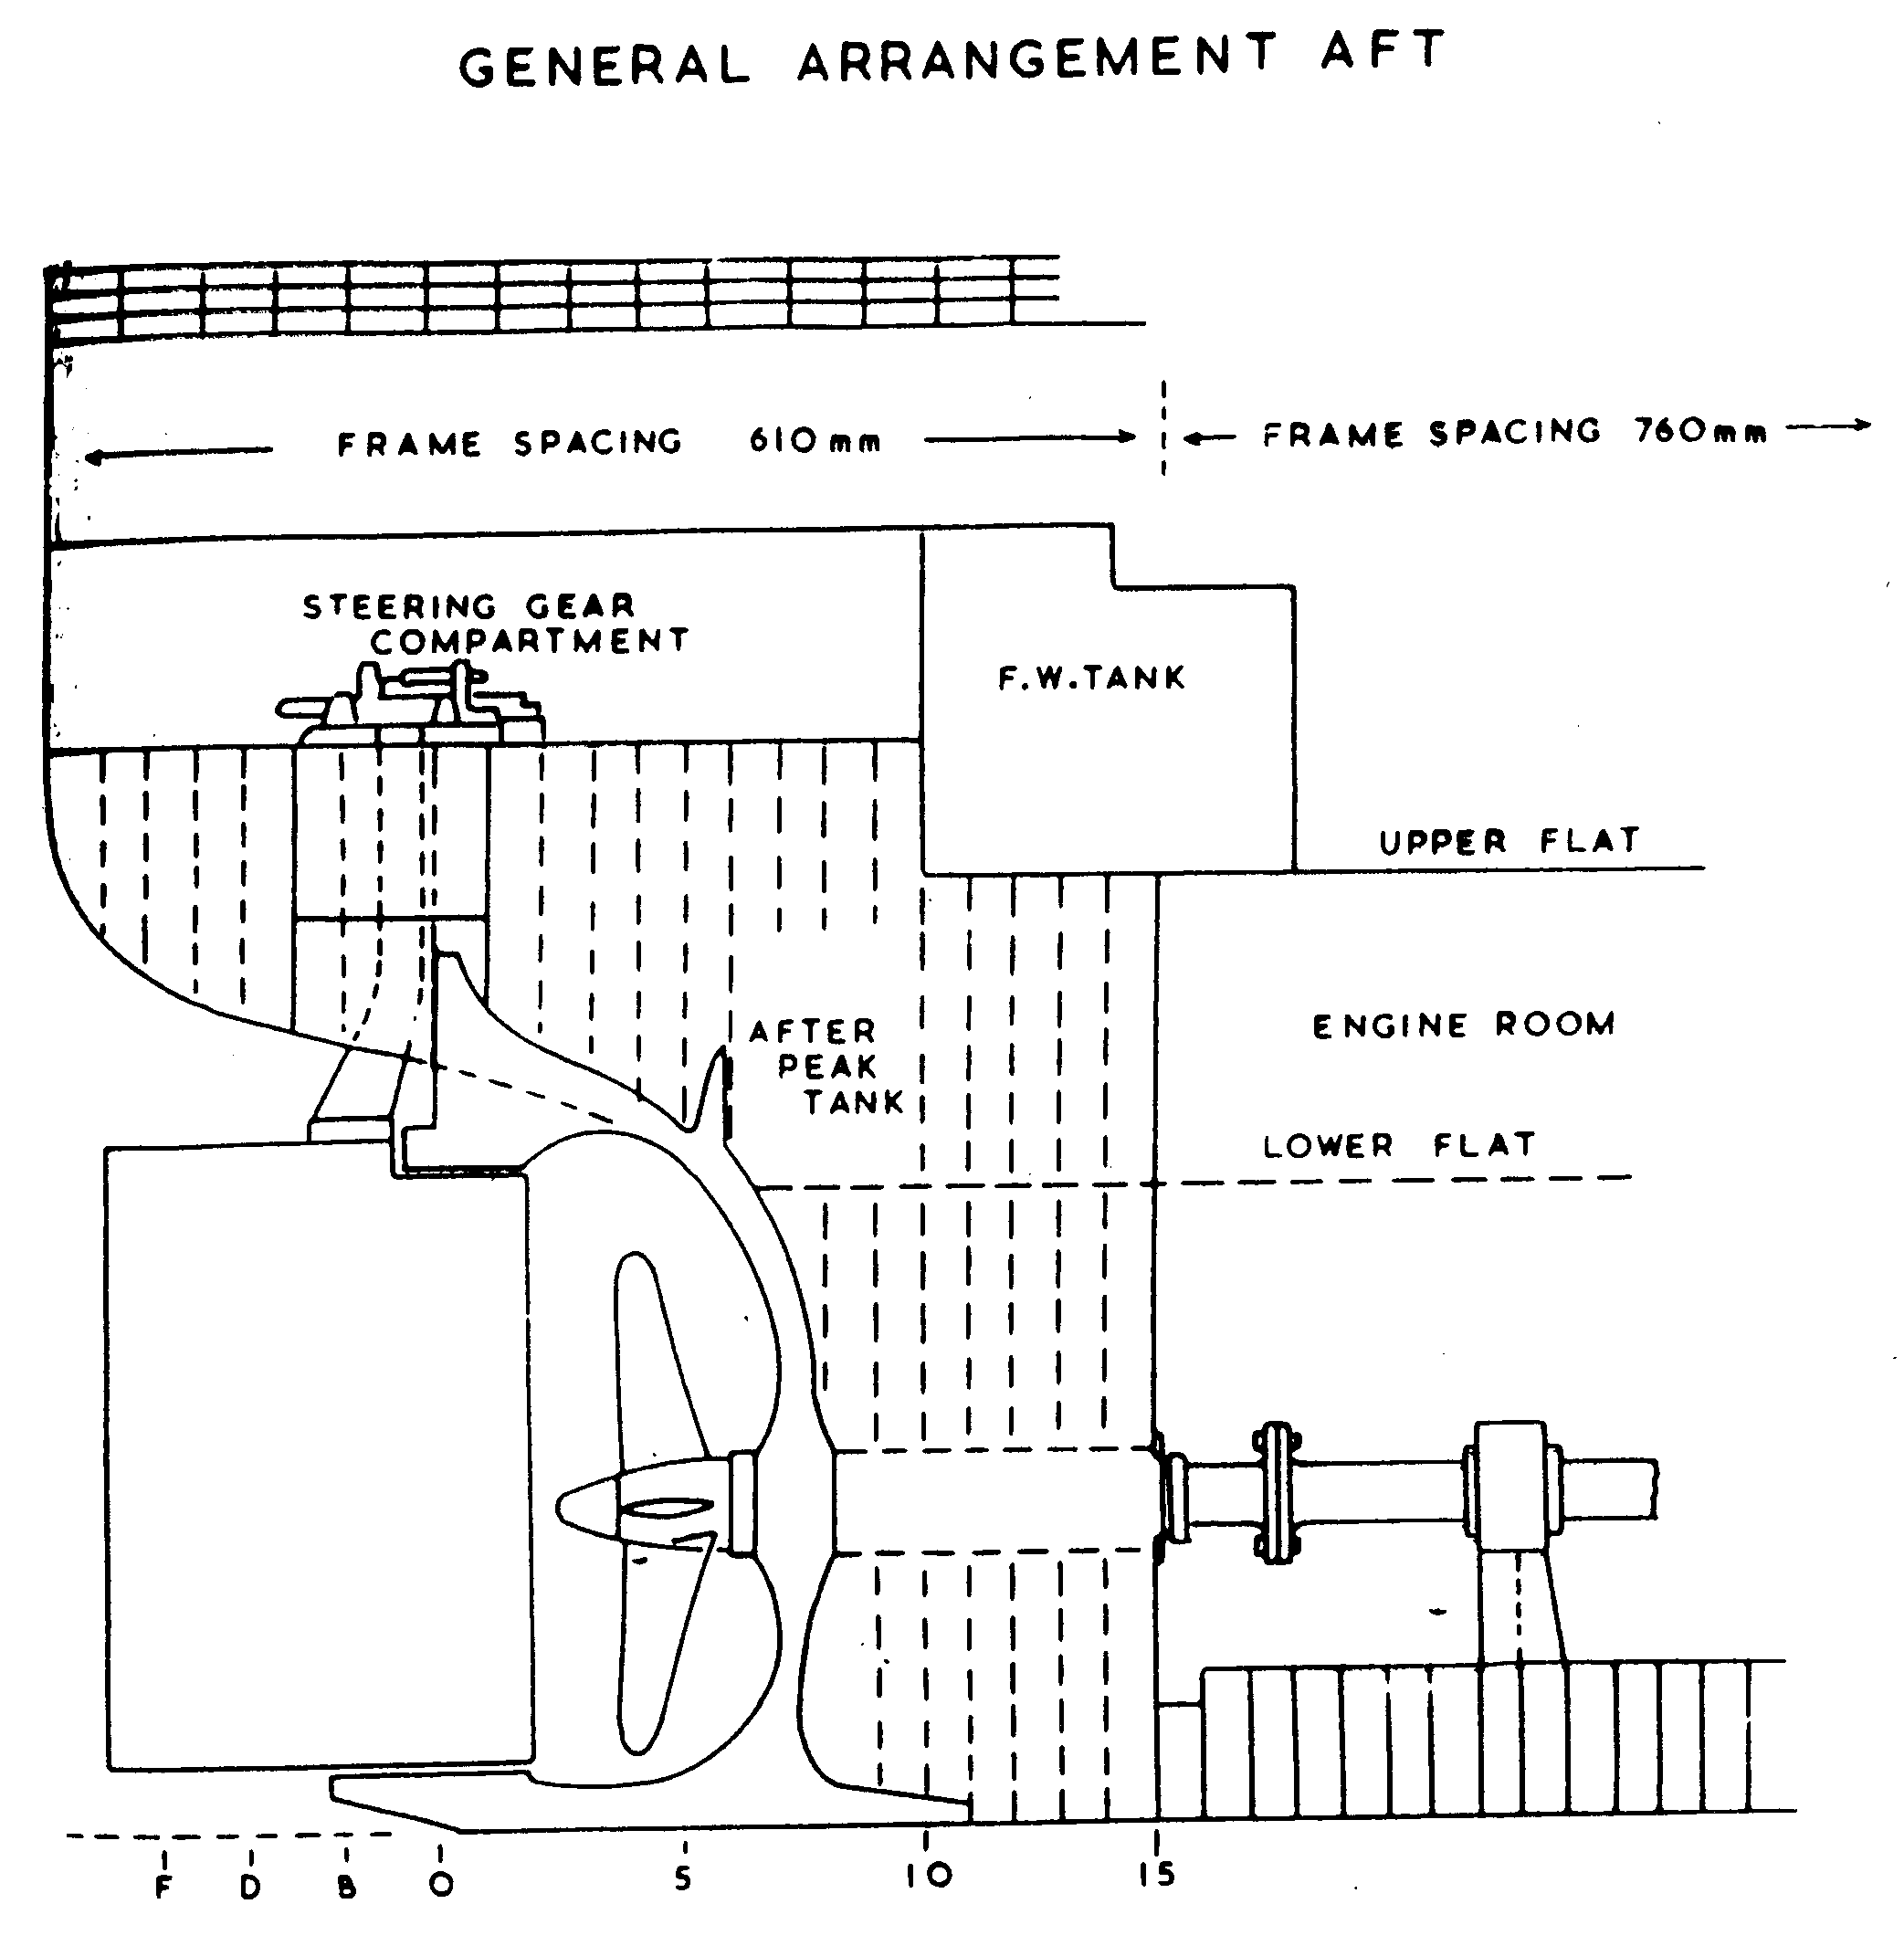 GENERAL ARRANGEMENT AFT
FRAME SPACING 610mm
FRAME SPACING 760mm
STEERING GEAR
COMPARTMENT
F.W.TANK
UPPER FLAT
AFTER
PEAK
TANK
ENGINE ROOM
LOWER FLAT
F D B 0 5 10 15